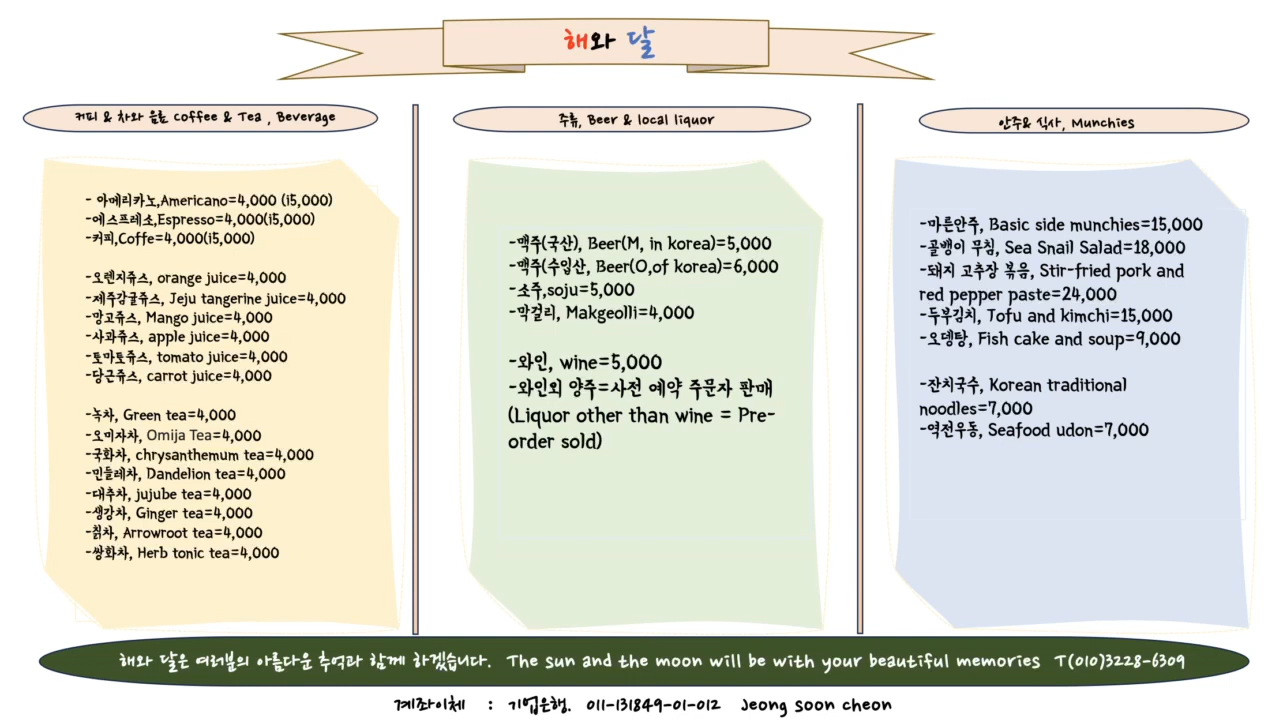 해와 달
커피 & 차와 음료 Coffee & Tea , Beverage
- 아메리카노,Americano=4,000 (i5,000)
-에스프레소,Espresso=4,000(i5,000)
-커피,Coffe=4,000(i5,000)
-오렌지쥬스, orange juice=4,000
-제주감귤쥬스, Jeju tangerine juice=4,000
-망고쥬스, Mango juice=4,000
-사과쥬스, apple juice=4,000
-토마토쥬스, tomato juice=4,000
-당근쥬스, carrot juice=4,000
-녹차, Green tea=4,000
-오미자차, Omija Tea=4,000
-국화차, chrysanthemum tea=4,000
-민들레차, Dandelion tea=4,000
-대추차, jujube tea=4,000
-생강차, Ginger tea=4,000
-칡차, Arrowroot tea=4,000
-쌍화차, Herb tonic tea=4,000
주류, Beer & local liquor
-맥주(국산), Beer(M, in korea)=5,000
-맥주(수입산, Beer(O,of korea)=6,000
-소주,soju=5,000
-막걸리, Makgeolli=4,000
-와인, wine=5,000
-와인외 양주=사전 예약 주문자 판매
(Liquor other than wine = Pre-
order sold)
안주& 식사, Munchies
-마른안주, Basic side munchies=15,000
-골뱅이 무침, Sea Snail Salad=18,000
-돼지 고추장 볶음, Stir-fried pork and
red pepper paste=24,000
-두부김치, Tofu and kimchi=15,000
-오뎅탕, Fish cake and soup=9,000
-잔치국수, Korean traditional
noodles=7,000
-역전우동, Seafood udon=7,000
해와 달은 여러분의 아름다운 추억과 함께 하겠습니다. The sun and the moon will be with your beautiful memories T(010)3228-6309
계좌이체 : 기업은행. 011-131849-01-012 Jeong soon cheon